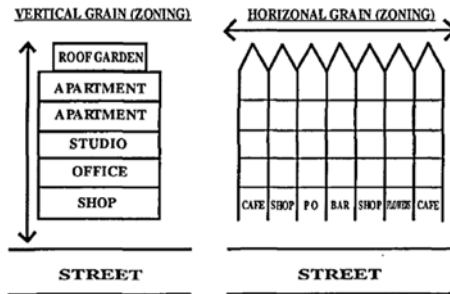 VERTICAL GRAIN (ZONING)
ROOF GARDEN
APARTMENT
APARTMENT
STUDIO
OFFICE
SHOP
STREET
HORIZONAL GRAIN (ZONING)
CAFE SHOP PO BAR SHOP FLOWERS CAFE
STREET